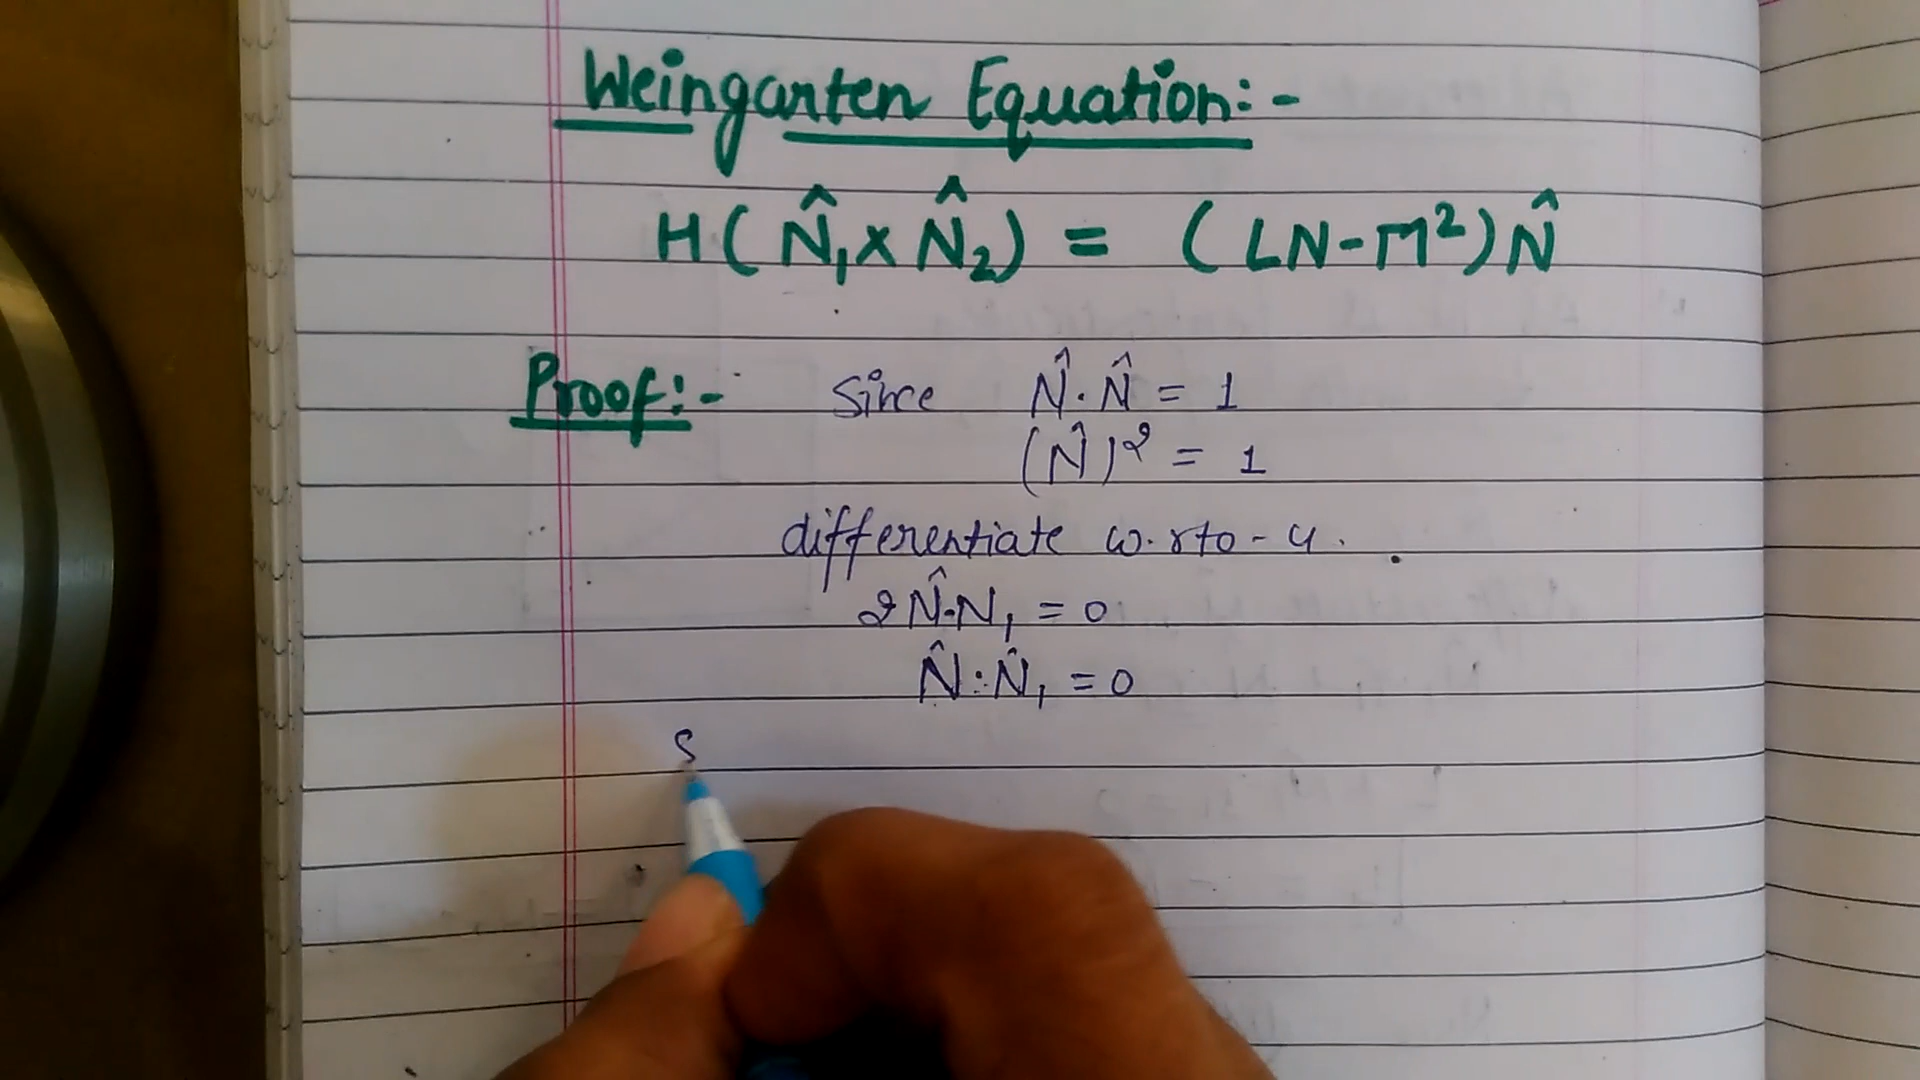 Weingarten Equation:-
H(N̂₁×N̂₂) = (LN-M²)N̂
Proof:- Since N̂.N̂ = 1
(N̂)² = 1
differentiate w.r.to-u.
2N̂.N₁ = 0
N̂.N̂₁ = 0
S